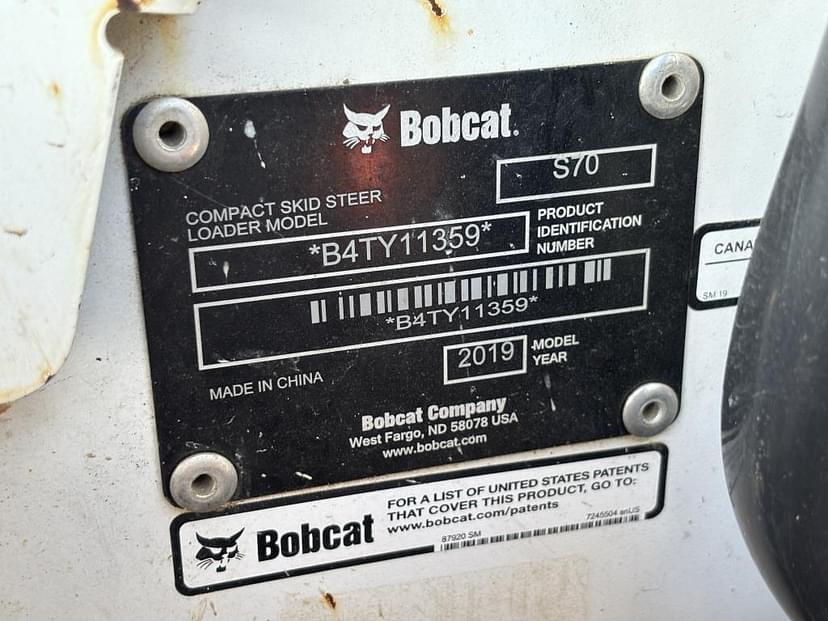 Bobcat.
S70
COMPACT SKID STEER
LOADER MODEL
*B4TY11359*
PRODUCT
IDENTIFICATION
NUMBER
*B4TY11359*
2019
MODEL
YEAR
MADE IN CHINA
Bobcat Company
West Fargo, ND 58078 USA
www.bobcat.com
CANA
SM 19
Bobcat
FOR A LIST OF UNITED STATES PATENTS
THAT COVER THIS PRODUCT, GO TO:
www.bobcat.com/patents
87920 SM
7245504 enUS